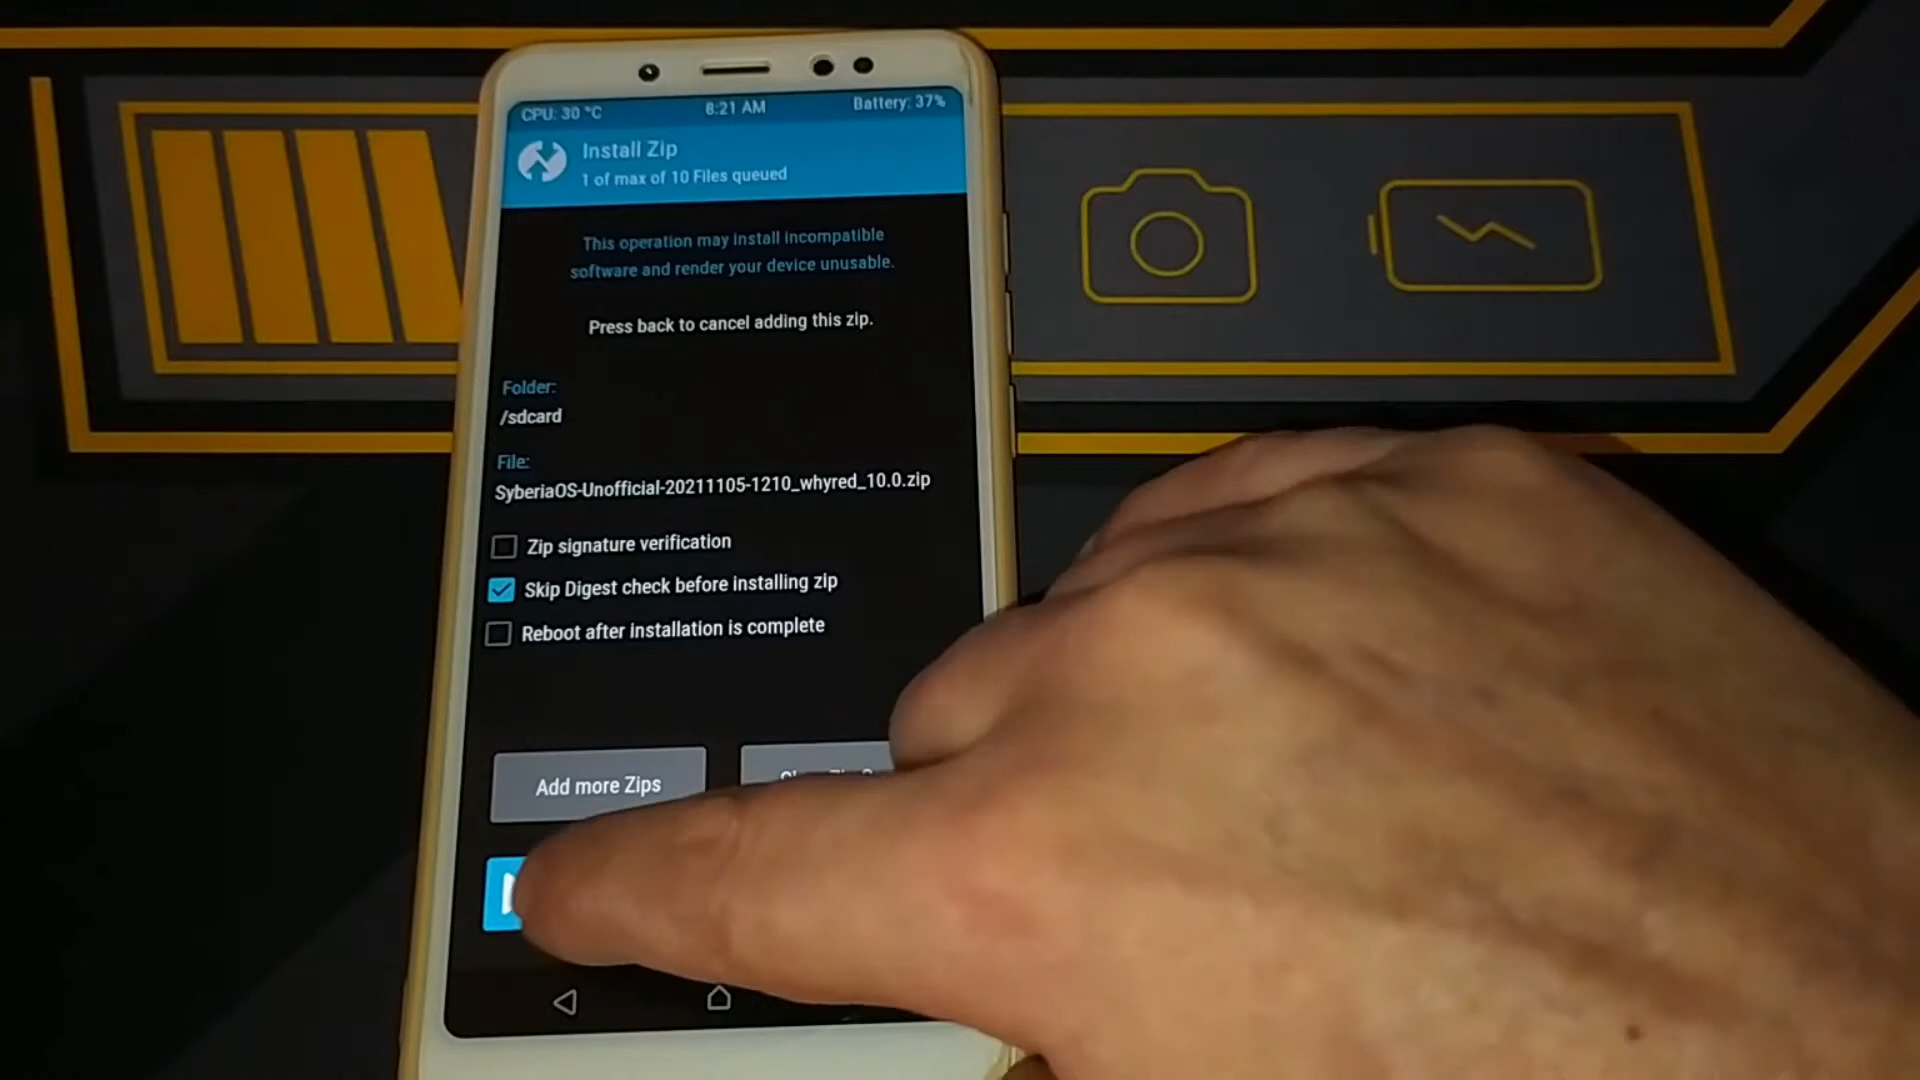 CPU: 30 °C
8:21 AM
Battery: 37%
Install Zip
1 of max of 10 Files queued
This operation may install incompatible
software and render your device unusable.
Press back to cancel adding this zip.
Folder:
/sdcard
File:
SyberiaOS-Unofficial-20211105-1210_whyred_10.0.zip
Zip signature verification
Skip Digest check before installing zip
Reboot after installation is complete
Add more Zips